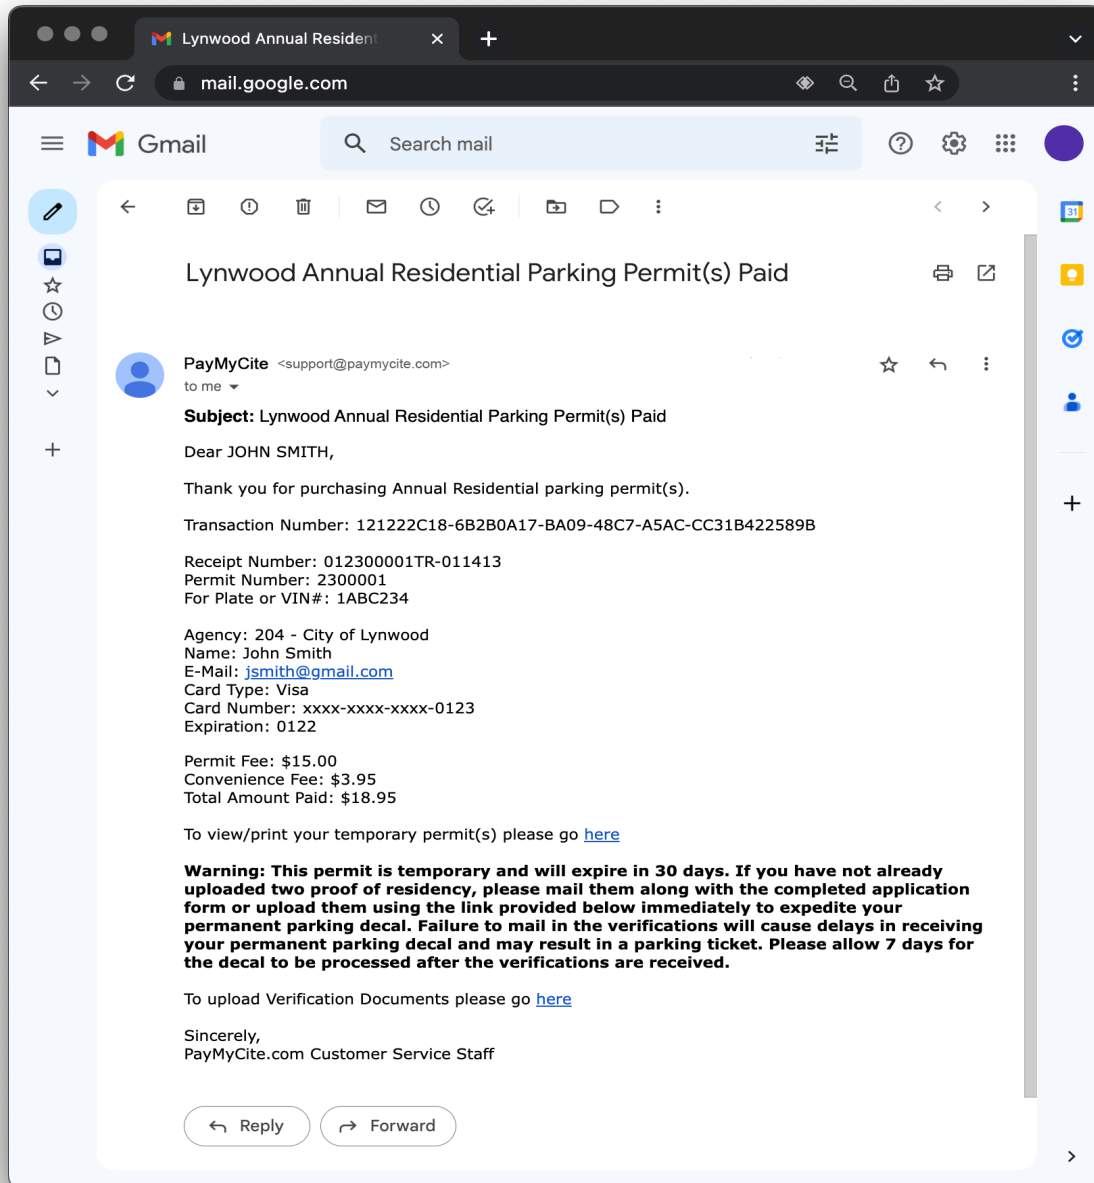 Lynwood Annual Resident
mail.google.com
Gmail
Search mail
31
Lynwood Annual Residential Parking Permit(s) Paid
PayMyCite <support@paymycite.com>
to me
Subject: Lynwood Annual Residential Parking Permit(s) Paid
Dear JOHN SMITH,
Thank you for purchasing Annual Residential parking permit(s).
Transaction Number: 121222C18-6B2B0A17-BA09-48C7-A5AC-CC31B422589B
Receipt Number: 012300001TR-011413
Permit Number: 2300001
For Plate or VIN#: 1ABC234
Agency: 204 - City of Lynwood
Name: John Smith
E-Mail: jsmith@gmail.com
Card Type: Visa
Card Number: xxxx-xxxx-xxxx-0123
Expiration: 0122
Permit Fee: $15.00
Convenience Fee: $3.95
Total Amount Paid: $18.95
To view/print your temporary permit(s) please go here
Warning: This permit is temporary and will expire in 30 days. If you have not already
uploaded two proof of residency, please mail them along with the completed application
form or upload them using the link provided below immediately to expedite your
permanent parking decal. Failure to mail in the verifications will cause delays in receiving
your permanent parking decal and may result in a parking ticket. Please allow 7 days for
the decal to be processed after the verifications are received.
To upload Verification Documents please go here
Sincerely,
PayMyCite.com Customer Service Staff
Reply
Forward